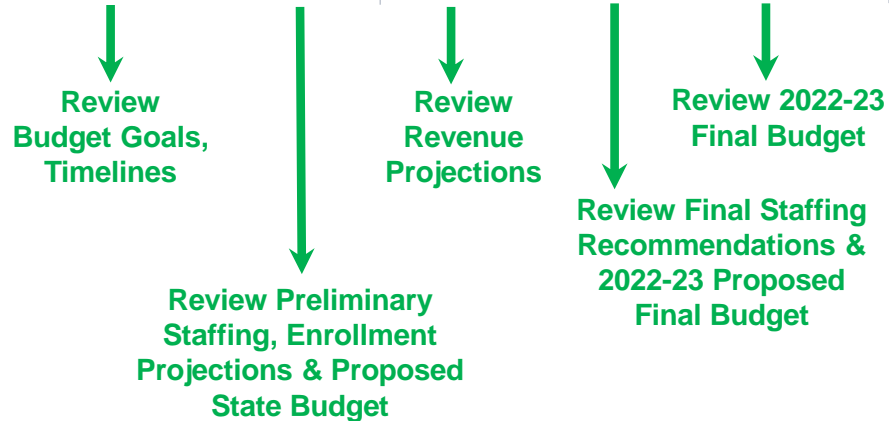 Review
Budget Goals,
Timelines
Review Preliminary
Staffing, Enrollment
Projections & Proposed
State Budget
Review
Revenue
Projections
Review Final Staffing
Recommendations &
2022-23 Proposed
Final Budget
Review 2022-23
Final Budget